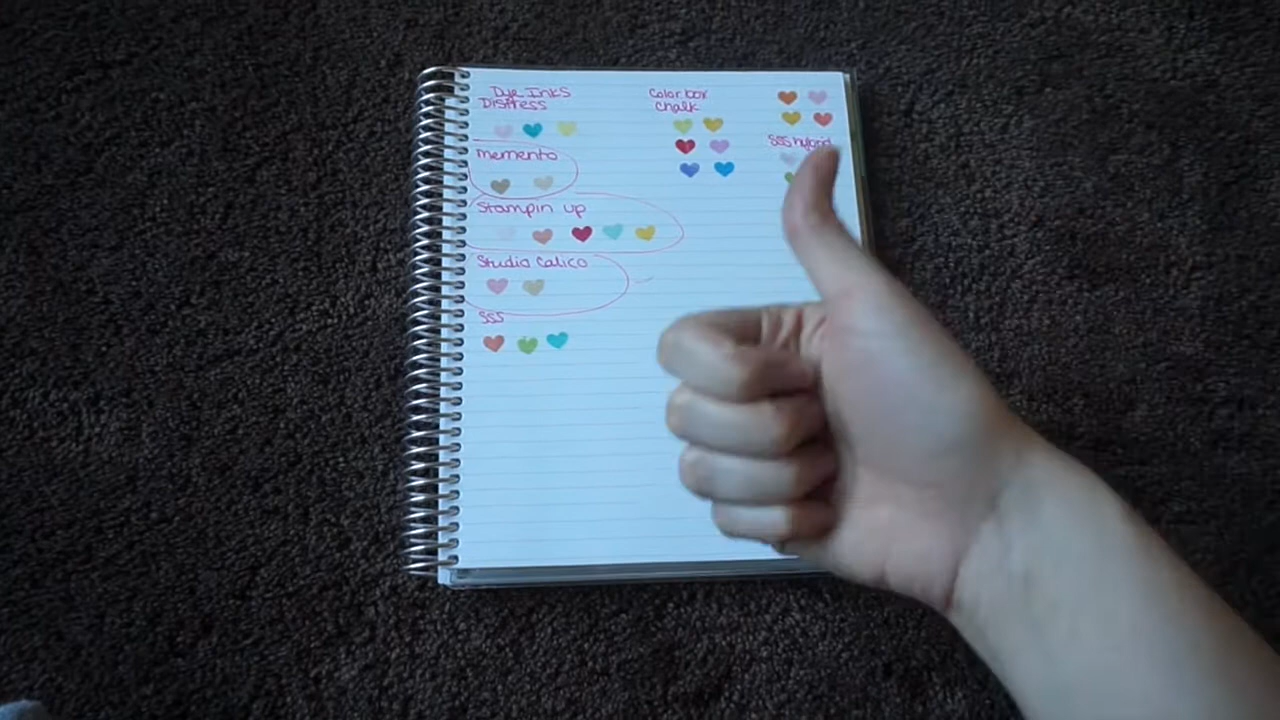 Dye Inks
Distress
memento
Stampin up
Studio Calico
SSS
Color box
Chalk
SSS hybrid